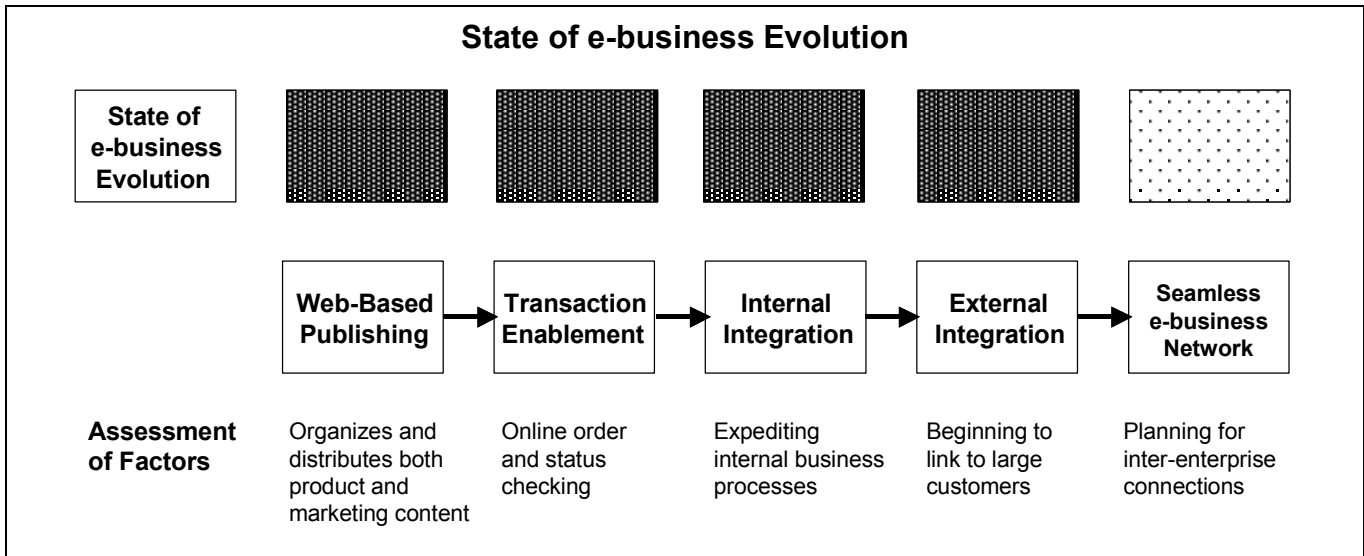 State of e-business Evolution
State of
e-business
Evolution
Web-Based
Publishing
Transaction
Enablement
Internal
Integration
External
Integration
Seamless
e-business
Network
Assessment
of Factors
Organizes and
distributes both
product and
marketing content
Online order
and status
checking
Expediting
internal business
processes
Beginning to
link to large
customers
Planning for
inter-enterprise
connections